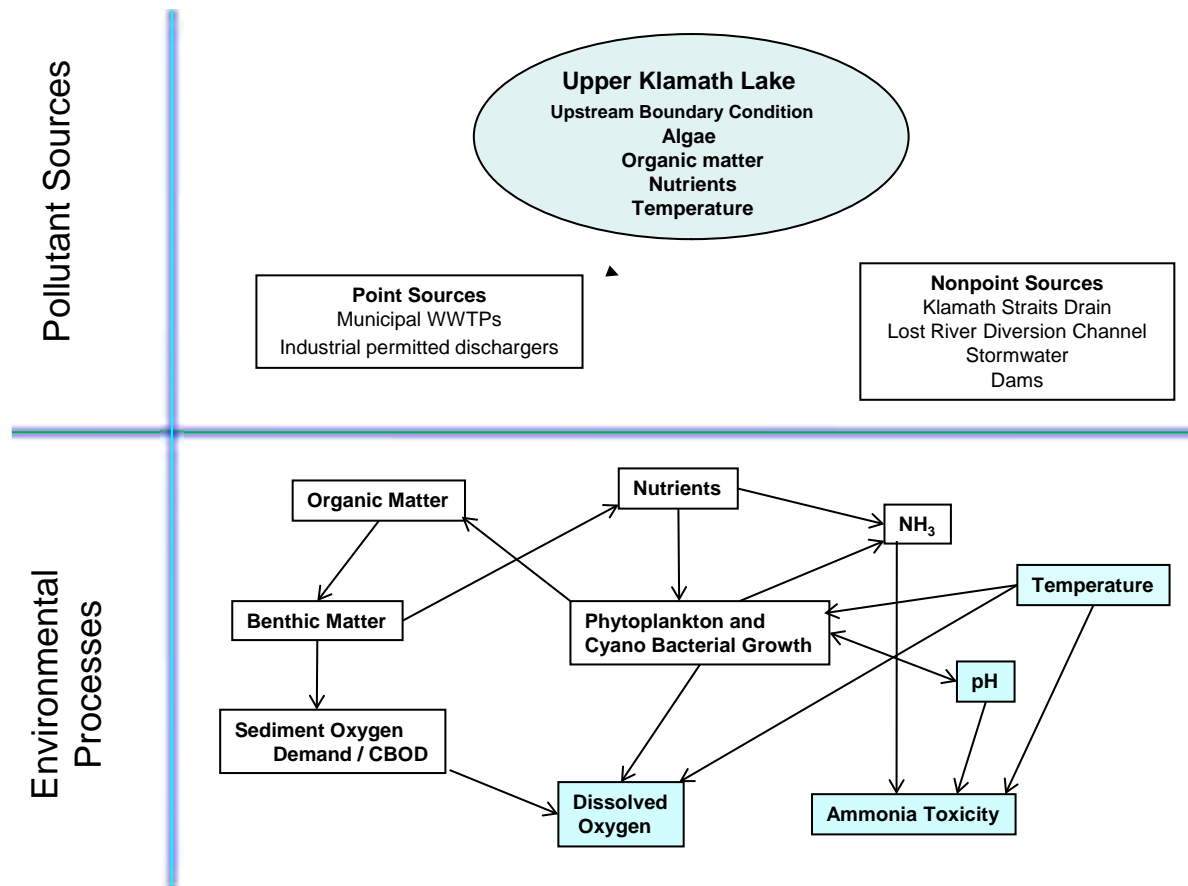 Pollutant Sources
Upper Klamath Lake
Upstream Boundary Condition
Algae
Organic matter
Nutrients
Temperature
Point Sources
Municipal WWTPs
Industrial permitted dischargers
Nonpoint Sources
Klamath Straits Drain
Lost River Diversion Channel
Stormwater
Dams
Environmental
Processes
Organic Matter
Nutrients
NH₃
Temperature
Benthic Matter
Phytoplankton and
Cyano Bacterial Growth
pH
Sediment Oxygen
Demand / CBOD
Dissolved
Oxygen
Ammonia Toxicity